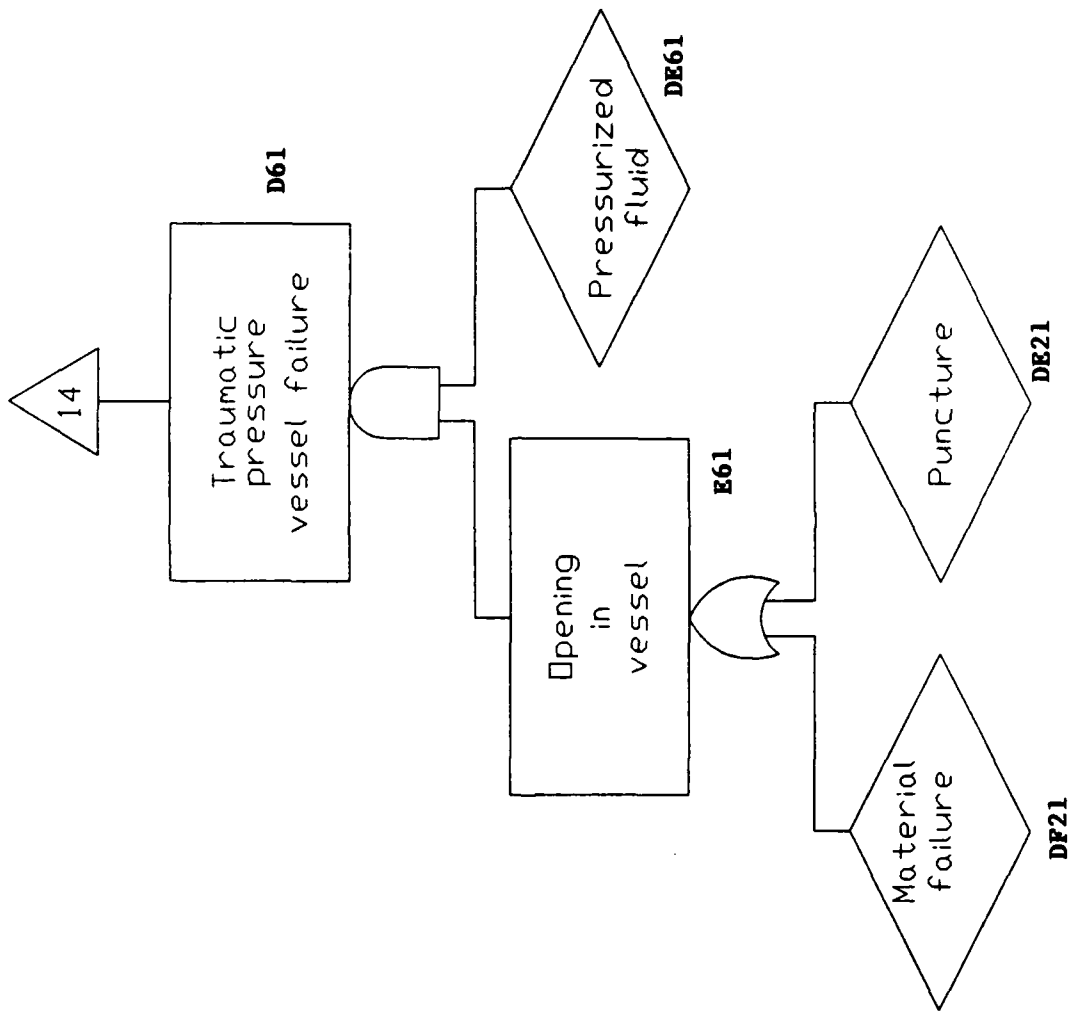 14
Traumatic
pressure
vessel failure
D61
Opening
in
vessel
E61
Pressurized
fluid
DE61
Material
failure
DF21
Puncture
DE21